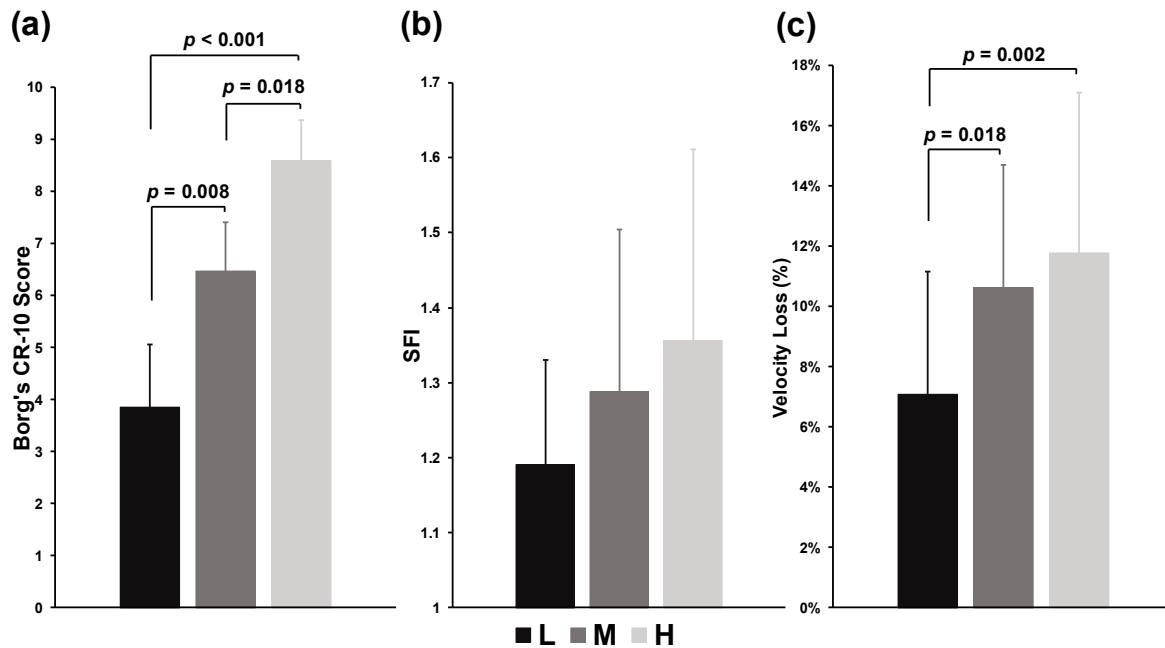 (a)
p < 0.001
p = 0.018
p = 0.008
Borg's CR-10 Score
10
9
8
7
6
5
4
3
2
1
0
(b)
SFI
1.7
1.6
1.5
1.4
1.3
1.2
1.1
1
(c)
p = 0.002
p = 0.018
Velocity Loss (%)
18%
16%
14%
12%
10%
8%
6%
4%
2%
0%
L M H